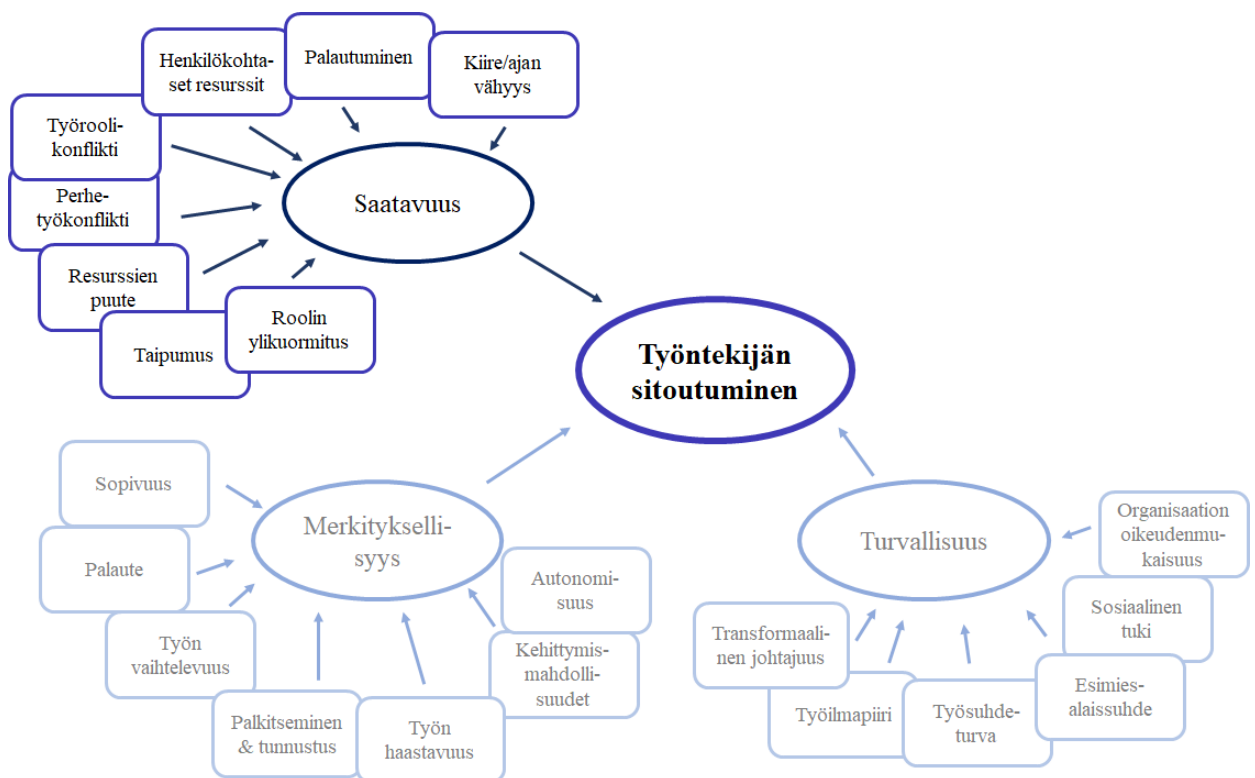 Henkilökohta-
set resurssit
Palautuminen
Kiire/ajan
vähyys
Työrooli-
konflikti
Perhe-
työkonflikti
Resurssien
puute
Taipumus
Roolin
ylikuormitus
Saatavuus
Työntekijän
sitoutuminen
Sopivuus
Palaute
Työn
vaihtelevuus
Palkitseminen
& tunnustus
Työn
haastavuus
Kehittymis-
mahdolli-
suudet
Autonomi-
suus
Merkitykselli-
syys
Turvallisuus
Organisaation
oikeudenmu-
kaisuus
Sosiaalinen
tuki
Esimies-
alaissuhde
Työsuhde-
turva
Työilmapiiri
Transformaali-
nen johtajuus